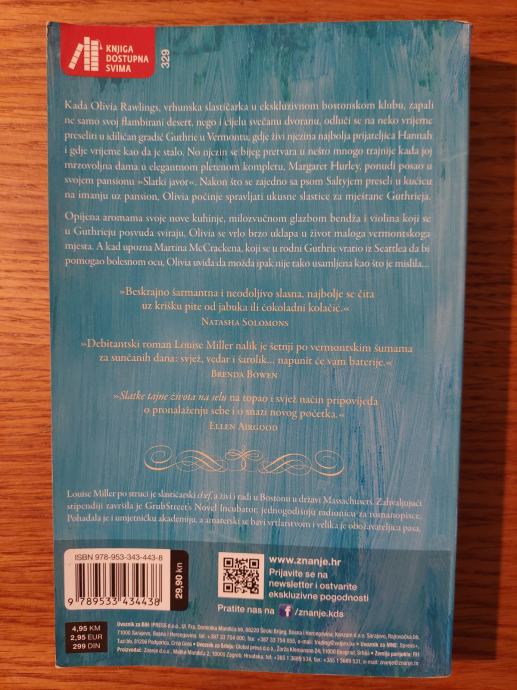 KNJIGA
DOSTUPNA
SVIMA
329
Kada Olivia Rawlings, vrhunska slastičarka u ekskluzivnom bostonskom klubu, zapali
ne samo svoj flambirani desert, nego i cijelu svečanu dvoranu, odluči se na neko vrijeme
preseliti u idiličan gradić Guthrie u Vermontu, gdje živi njezina najbolja prijateljica Hannah
i gdje vrijeme kao da je stalo. No njezin se bijeg pretvara u nešto mnogo trajnije kada joj
mrzovoljna dama u elegantnom pletenom kompletu, Margaret Hurley, ponudi posao u
svojem pansionu »Slatki javor«. Nakon što se zajedno sa psom Saltyjem preseli u kućicu
na imanju uz pansion, Olivia počinje spravljati ukusne slastice za mještane Guthrieja.
Opijena aromama svoje nove kuhinje, milozvučnom glazbom bendža i violina koji se
u Guthrieju posvuda sviraju, Olivia se vrlo brzo uklapa u život maloga vermontskoga
mjesta. A kad upozna Martina McCrackena, koji se u rodni Guthrie vratio iz Seattlea da bi
pomogao bolesnom ocu, Olivia uviđa da možda ipak nije tako usamljena kao što je mislila...
»Beskrajno šarmantna i neodoljivo slasna, najbolje se čita
uz krišku pite od jabuka ili čokoladni kolačić.«
Natasha Solomons
»Debitantski roman Louise Miller nalik je šetnji po vermontskim šumama
za sunčanih dana: svjež, vedar i šarolik... napunit će vam baterije.«
Brenda Bowen
»Slatke tajne života na selu na topao i svjež način pripovijeda
o pronalaženju sebe i o snazi novog početka.«
Ellen Airgood
Louise Miller po struci je slastičarski chef, a živi i radi u Bostonu u državi Massachusets. Zahvaljujući
stipendiji završila je GrubStreet's Novel Incubator, jednogodišnju radionicu za romanopisce.
Pohađala je i umjetničku akademiju, a amaterski se bavi vrtlarstvom i velika je obožavateljica pasa.
ISBN 978-953-343-443-8
9 789533 434438
29,90 kn
www.znanje.hr
Prijavite se na
newsletter i ostvarite
ekskluzivne pogodnosti
Pratite nas na f /znanje.kds
4,95 KM
2,95 EUR
299 DIN